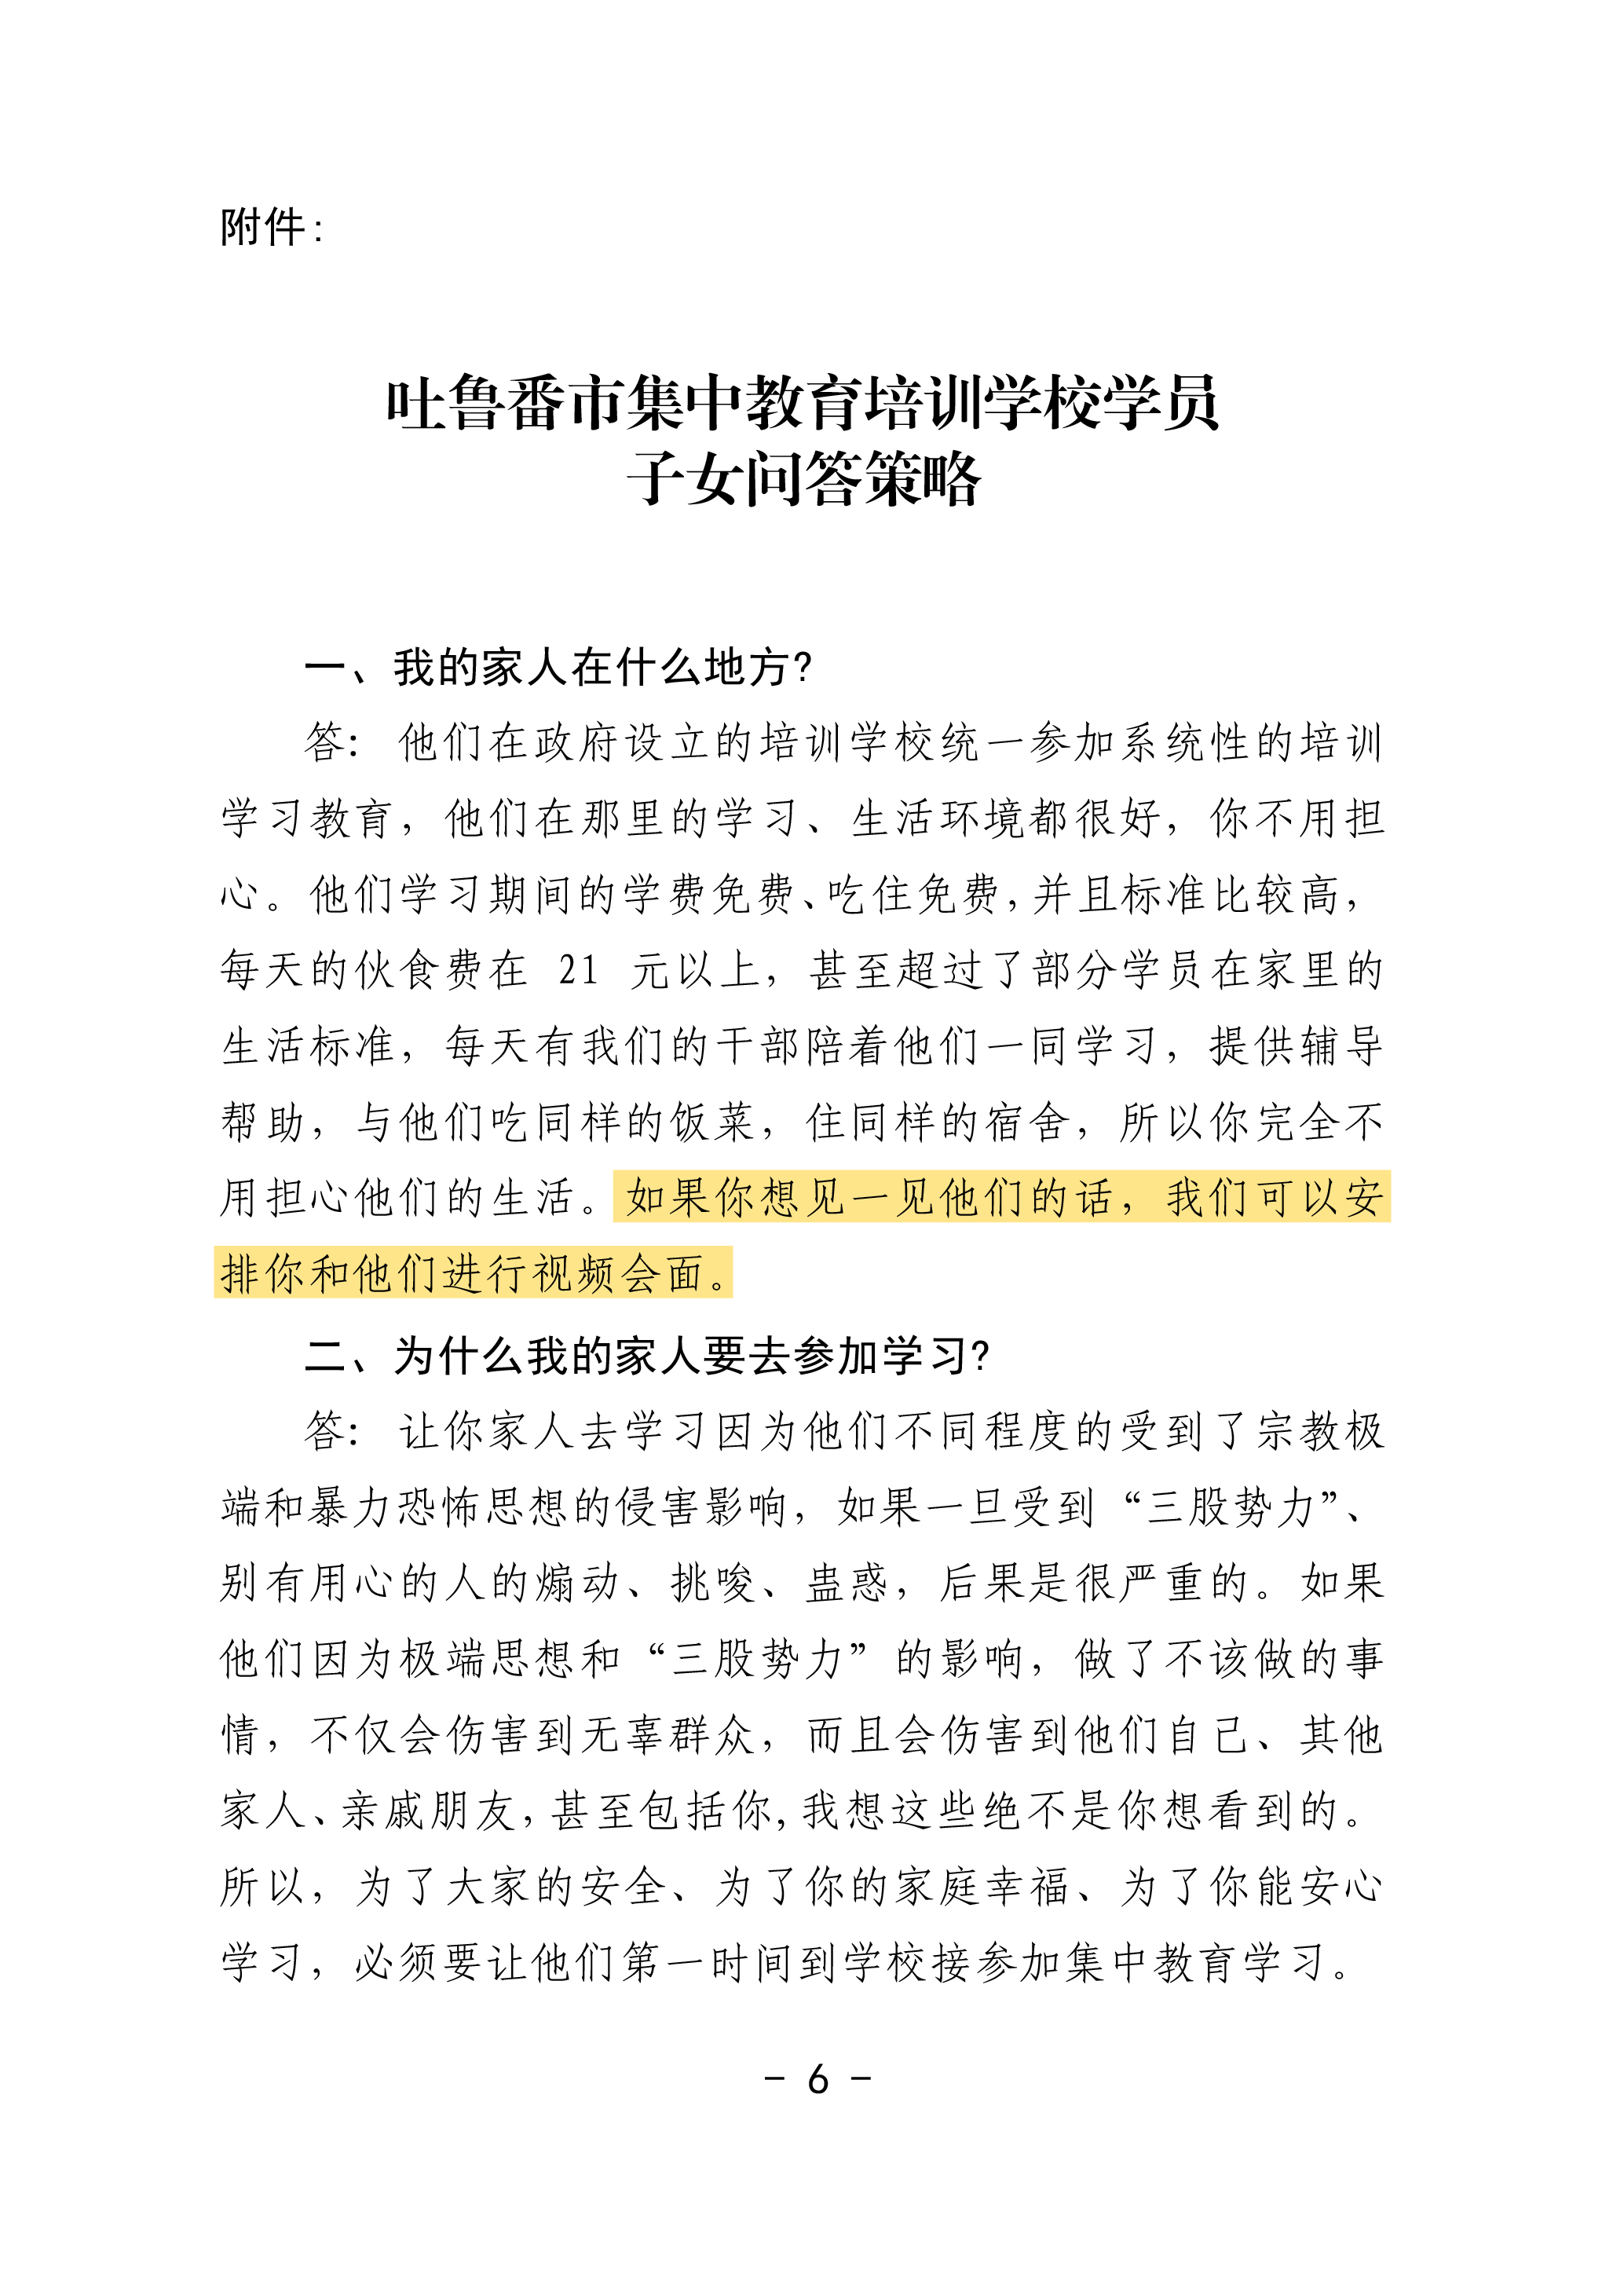 附件：
吐鲁番市集中教育培训学校学员
子女问答策略
一、我的家人在什么地方？
答：他们在政府设立的培训学校统一参加系统性的培训
学习教育，他们在那里的学习、生活环境都很好，你不用担
心。他们学习期间的学费免费、吃住免费，并且标准比较高，
每天的伙食费在 21 元以上，甚至超过了部分学员在家里的
生活标准，每天有我们的干部陪着他们一同学习，提供辅导
帮助，与他们吃同样的饭菜，住同样的宿舍，所以你完全不
用担心他们的生活。如果你想见一见他们的话，我们可以安
排你和他们进行视频会面。
二、为什么我的家人要去参加学习？
答：让你家人去学习因为他们不同程度的受到了宗教极
端和暴力恐怖思想的侵害影响，如果一旦受到“三股势力”、
别有用心的人的煽动、挑唆、蛊惑，后果是很严重的。如果
他们因为极端思想和“三股势力”的影响，做了不该做的事
情，不仅会伤害到无辜群众，而且会伤害到他们自己、其他
家人、亲戚朋友，甚至包括你，我想这些绝不是你想看到的。
所以，为了大家的安全、为了你的家庭幸福、为了你能安心
学习，必须要让他们第一时间到学校接参加集中教育学习。
- 6 -